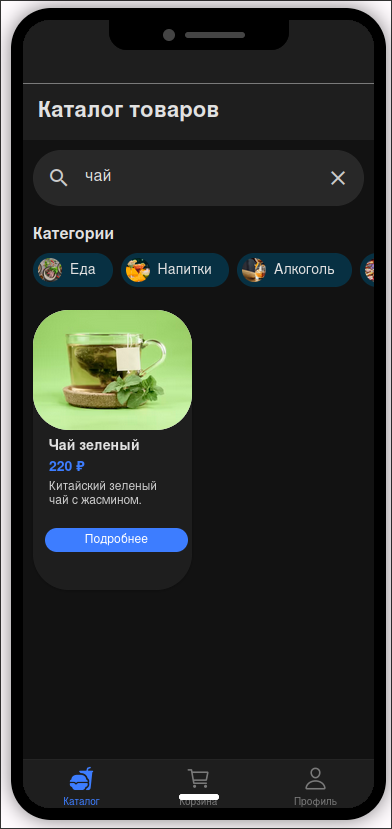 Каталог товаров
чай
Категории
Еда
Напитки
Алкоголь
Чай зеленый
220 ₽
Китайский зеленый
чай с жасмином.
Подробнее
Каталог
Корзина
Профиль